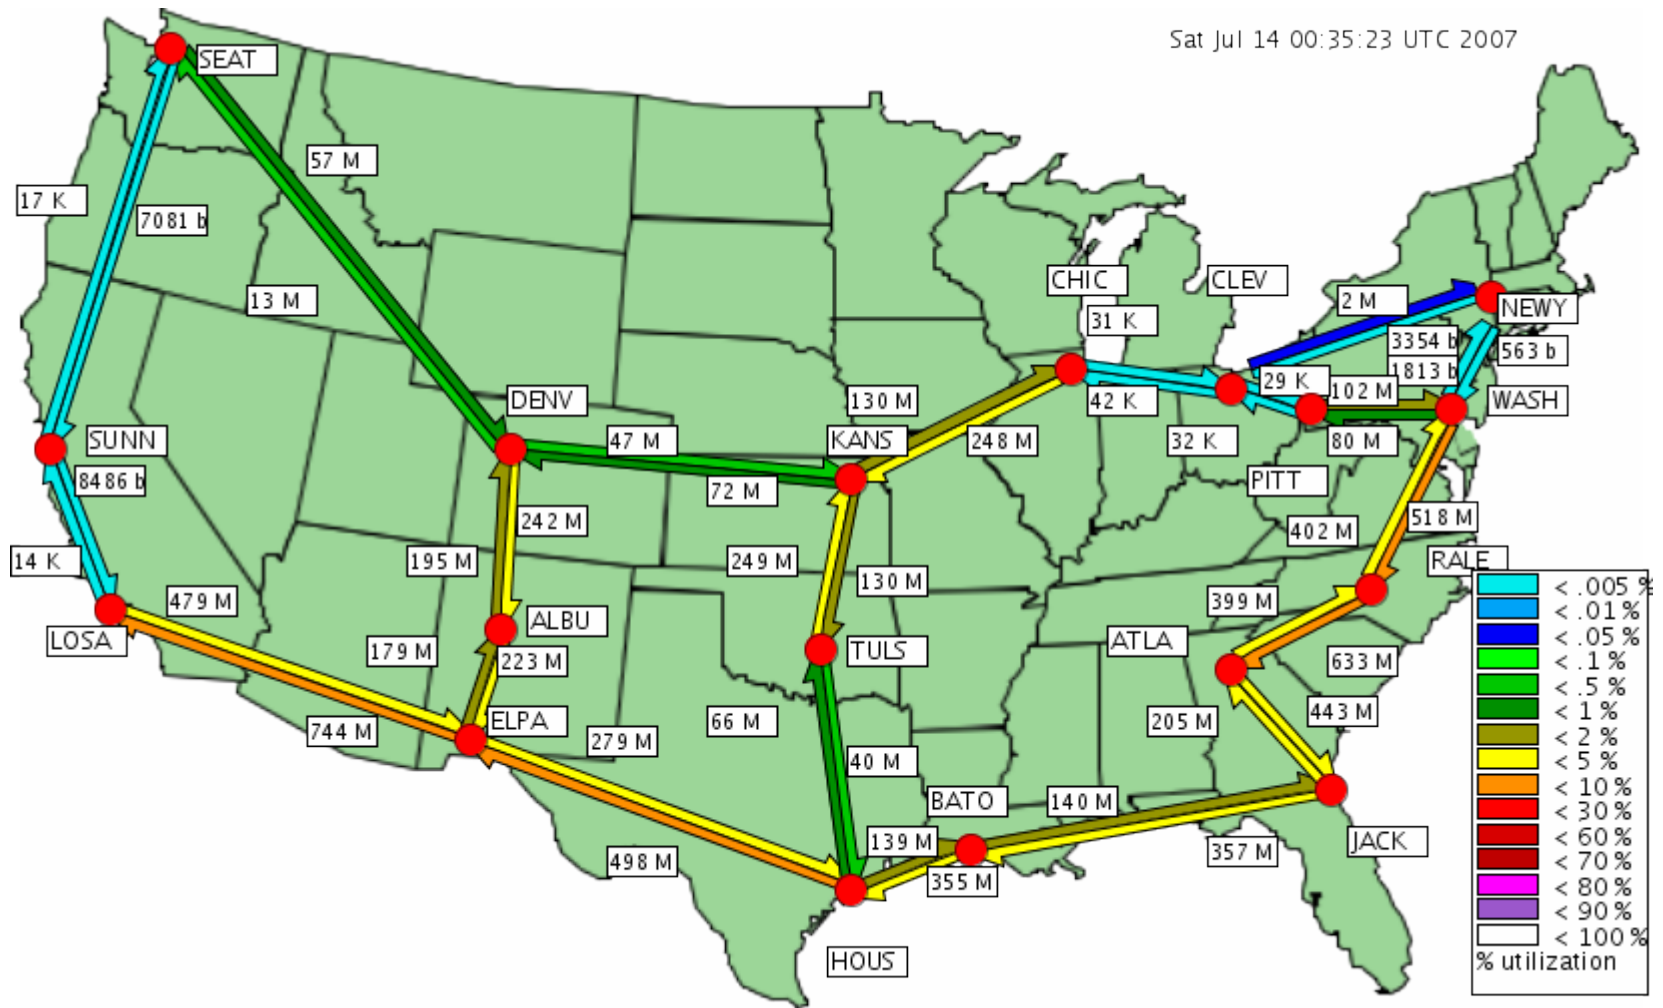 Sat Jul 14 00:35:23 UTC 2007
SEAT
57 M
17 K
7081 b
13 M
CHIC
CLEV
2 M
NEWY
31 K
3354 b
563 b
1813 b
29 K
102 M
DENV
130 M
42 K
WASH
SUNN
47 M
KANS
248 M
32 K
80 M
8486 b
72 M
PITT
242 M
402 M
518 M
14 K
195 M
249 M
130 M
RALE
479 M
399 M
LOSA
ALBU
179 M
223 M
TULS
ATLA
633 M
744 M
ELPA
279 M
66 M
205 M
443 M
40 M
BATO
140 M
139 M
JACK
498 M
355 M
357 M
HOUS
< .005 %
< .01 %
< .05 %
< .1 %
< .5 %
< 1 %
< 2 %
< 5 %
< 10 %
< 30 %
< 60 %
< 70 %
< 80 %
< 90 %
< 100 %
% utilization